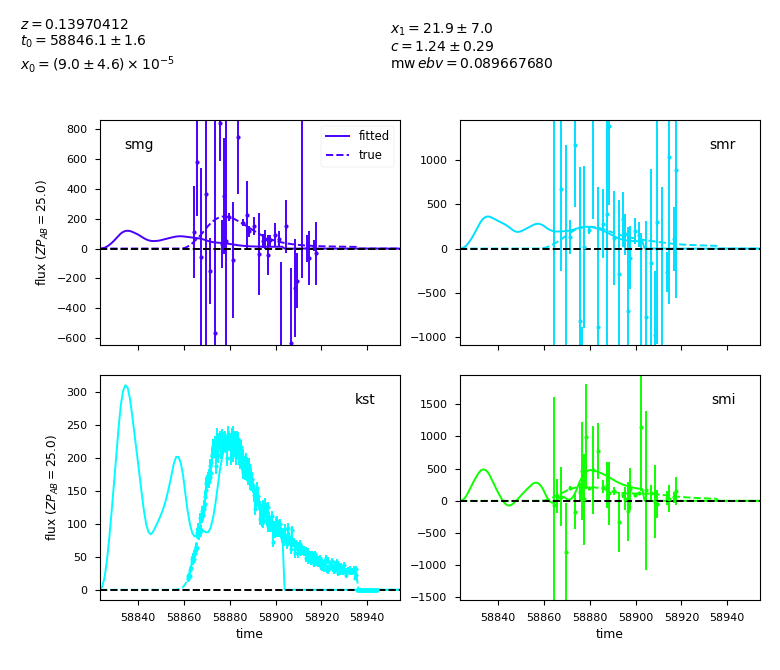 z = 0.13970412
t₀ = 58846.1 ± 1.6
x₀ = (9.0 ± 4.6) × 10⁻⁵
x₁ = 21.9 ± 7.0
c = 1.24 ± 0.29
mw ebv = 0.089667680
smg
fitted
true
800
600
400
200
0
−200
−400
−600
flux (ZP_AB = 25.0)
smr
1000
500
0
−500
−1000
kst
300
250
200
150
100
50
0
flux (ZP_AB = 25.0)
58840 58860 58880 58900 58920 58940
time
smi
1500
1000
500
0
−500
−1000
−1500
58840 58860 58880 58900 58920 58940
time